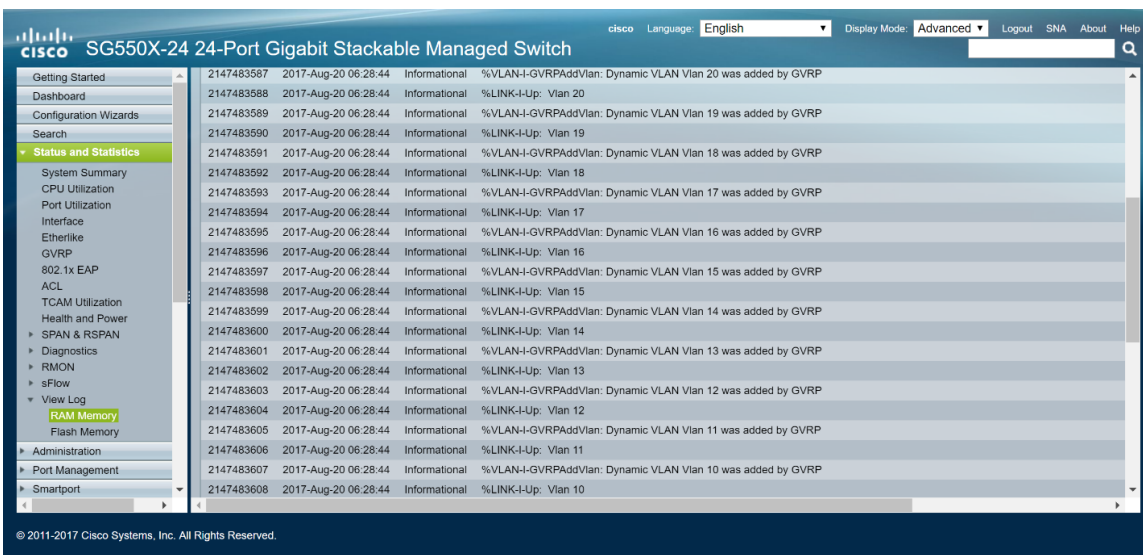 cisco Language: English Display Mode: Advanced Logout SNA About Help
CISCO SG550X-24 24-Port Gigabit Stackable Managed Switch
Getting Started
Dashboard
Configuration Wizards
Search
Status and Statistics
System Summary
CPU Utilization
Port Utilization
Interface
Etherlike
GVRP
802.1x EAP
ACL
TCAM Utilization
Health and Power
SPAN & RSPAN
Diagnostics
RMON
sFlow
View Log
RAM Memory
Flash Memory
Administration
Port Management
Smartport
2147483587 2017-Aug-20 06:28:44 Informational %VLAN-I-GVRPAddVlan: Dynamic VLAN Vlan 20 was added by GVRP
2147483588 2017-Aug-20 06:28:44 Informational %LINK-I-Up: Vlan 20
2147483589 2017-Aug-20 06:28:44 Informational %VLAN-I-GVRPAddVlan: Dynamic VLAN Vlan 19 was added by GVRP
2147483590 2017-Aug-20 06:28:44 Informational %LINK-I-Up: Vlan 19
2147483591 2017-Aug-20 06:28:44 Informational %VLAN-I-GVRPAddVlan: Dynamic VLAN Vlan 18 was added by GVRP
2147483592 2017-Aug-20 06:28:44 Informational %LINK-I-Up: Vlan 18
2147483593 2017-Aug-20 06:28:44 Informational %VLAN-I-GVRPAddVlan: Dynamic VLAN Vlan 17 was added by GVRP
2147483594 2017-Aug-20 06:28:44 Informational %LINK-I-Up: Vlan 17
2147483595 2017-Aug-20 06:28:44 Informational %VLAN-I-GVRPAddVlan: Dynamic VLAN Vlan 16 was added by GVRP
2147483596 2017-Aug-20 06:28:44 Informational %LINK-I-Up: Vlan 16
2147483597 2017-Aug-20 06:28:44 Informational %VLAN-I-GVRPAddVlan: Dynamic VLAN Vlan 15 was added by GVRP
2147483598 2017-Aug-20 06:28:44 Informational %LINK-I-Up: Vlan 15
2147483599 2017-Aug-20 06:28:44 Informational %VLAN-I-GVRPAddVlan: Dynamic VLAN Vlan 14 was added by GVRP
2147483600 2017-Aug-20 06:28:44 Informational %LINK-I-Up: Vlan 14
2147483601 2017-Aug-20 06:28:44 Informational %VLAN-I-GVRPAddVlan: Dynamic VLAN Vlan 13 was added by GVRP
2147483602 2017-Aug-20 06:28:44 Informational %LINK-I-Up: Vlan 13
2147483603 2017-Aug-20 06:28:44 Informational %VLAN-I-GVRPAddVlan: Dynamic VLAN Vlan 12 was added by GVRP
2147483604 2017-Aug-20 06:28:44 Informational %LINK-I-Up: Vlan 12
2147483605 2017-Aug-20 06:28:44 Informational %VLAN-I-GVRPAddVlan: Dynamic VLAN Vlan 11 was added by GVRP
2147483606 2017-Aug-20 06:28:44 Informational %LINK-I-Up: Vlan 11
2147483607 2017-Aug-20 06:28:44 Informational %VLAN-I-GVRPAddVlan: Dynamic VLAN Vlan 10 was added by GVRP
2147483608 2017-Aug-20 06:28:44 Informational %LINK-I-Up: Vlan 10
© 2011-2017 Cisco Systems, Inc. All Rights Reserved.